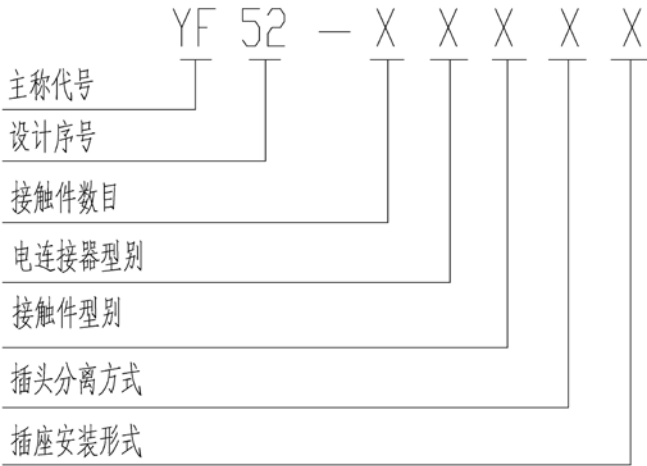 YF 52 — X X X X X
主称代号
设计序号
接触件数目
电连接器型别
接触件型别
插头分离方式
插座安装形式